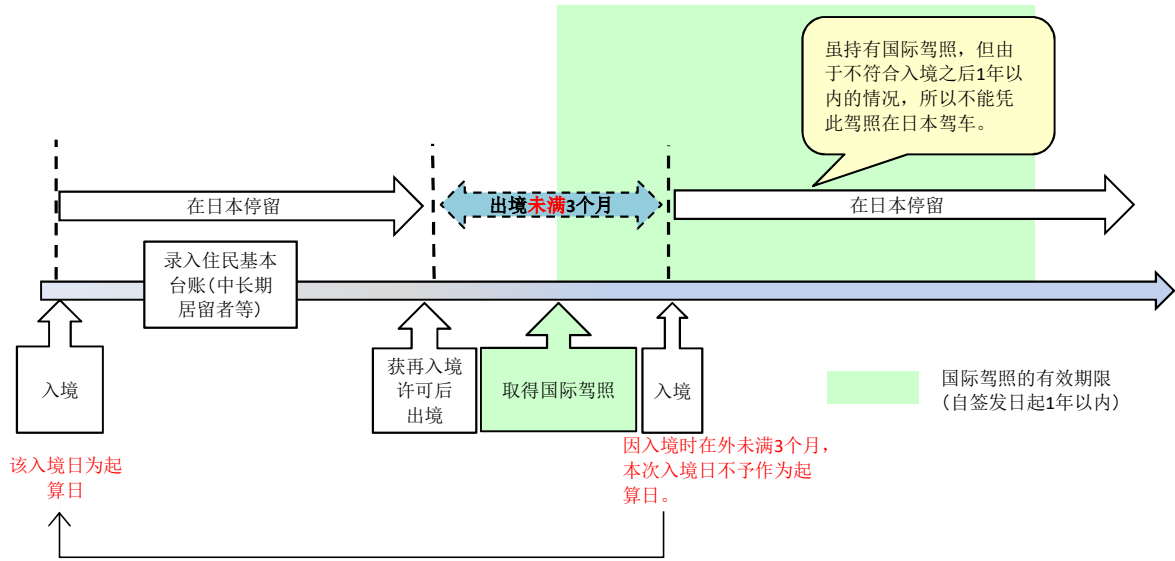 虽持有国际驾照，但由
于不符合入境之后1年以
内的情况，所以不能凭
此驾照在日本驾车。
在日本停留
出境未满3个月
在日本停留
录入住民基本
台账(中长期
居留者等)
入境
获再入境
许可后
出境
取得国际驾照
入境
国际驾照的有效期限
(自签发日起1年以内)
该入境日为起
算日
因入境时在外未满3个月，
本次入境日不予作为起
算日。